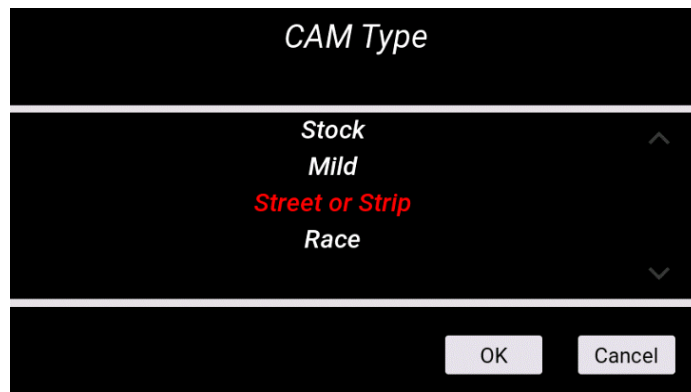 CAM Type
Stock
Mild
Street or Strip
Race
OK Cancel